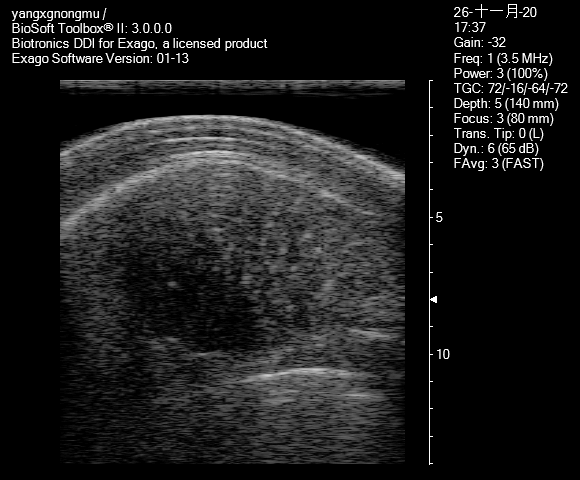 yangxgnongmu /
BioSoft Toolbox® II: 3.0.0.0
Biotronics DDI for Exago, a licensed product
Exago Software Version: 01-13
26-十一月-20
17:37
Gain: -32
Freq: 1 (3.5 MHz)
Power: 3 (100%)
TGC: 72/-16/-64/-72
Depth: 5 (140 mm)
Focus: 3 (80 mm)
Trans. Tip: 0 (L)
Dyn.: 6 (65 dB)
FAvg: 3 (FAST)
5
10